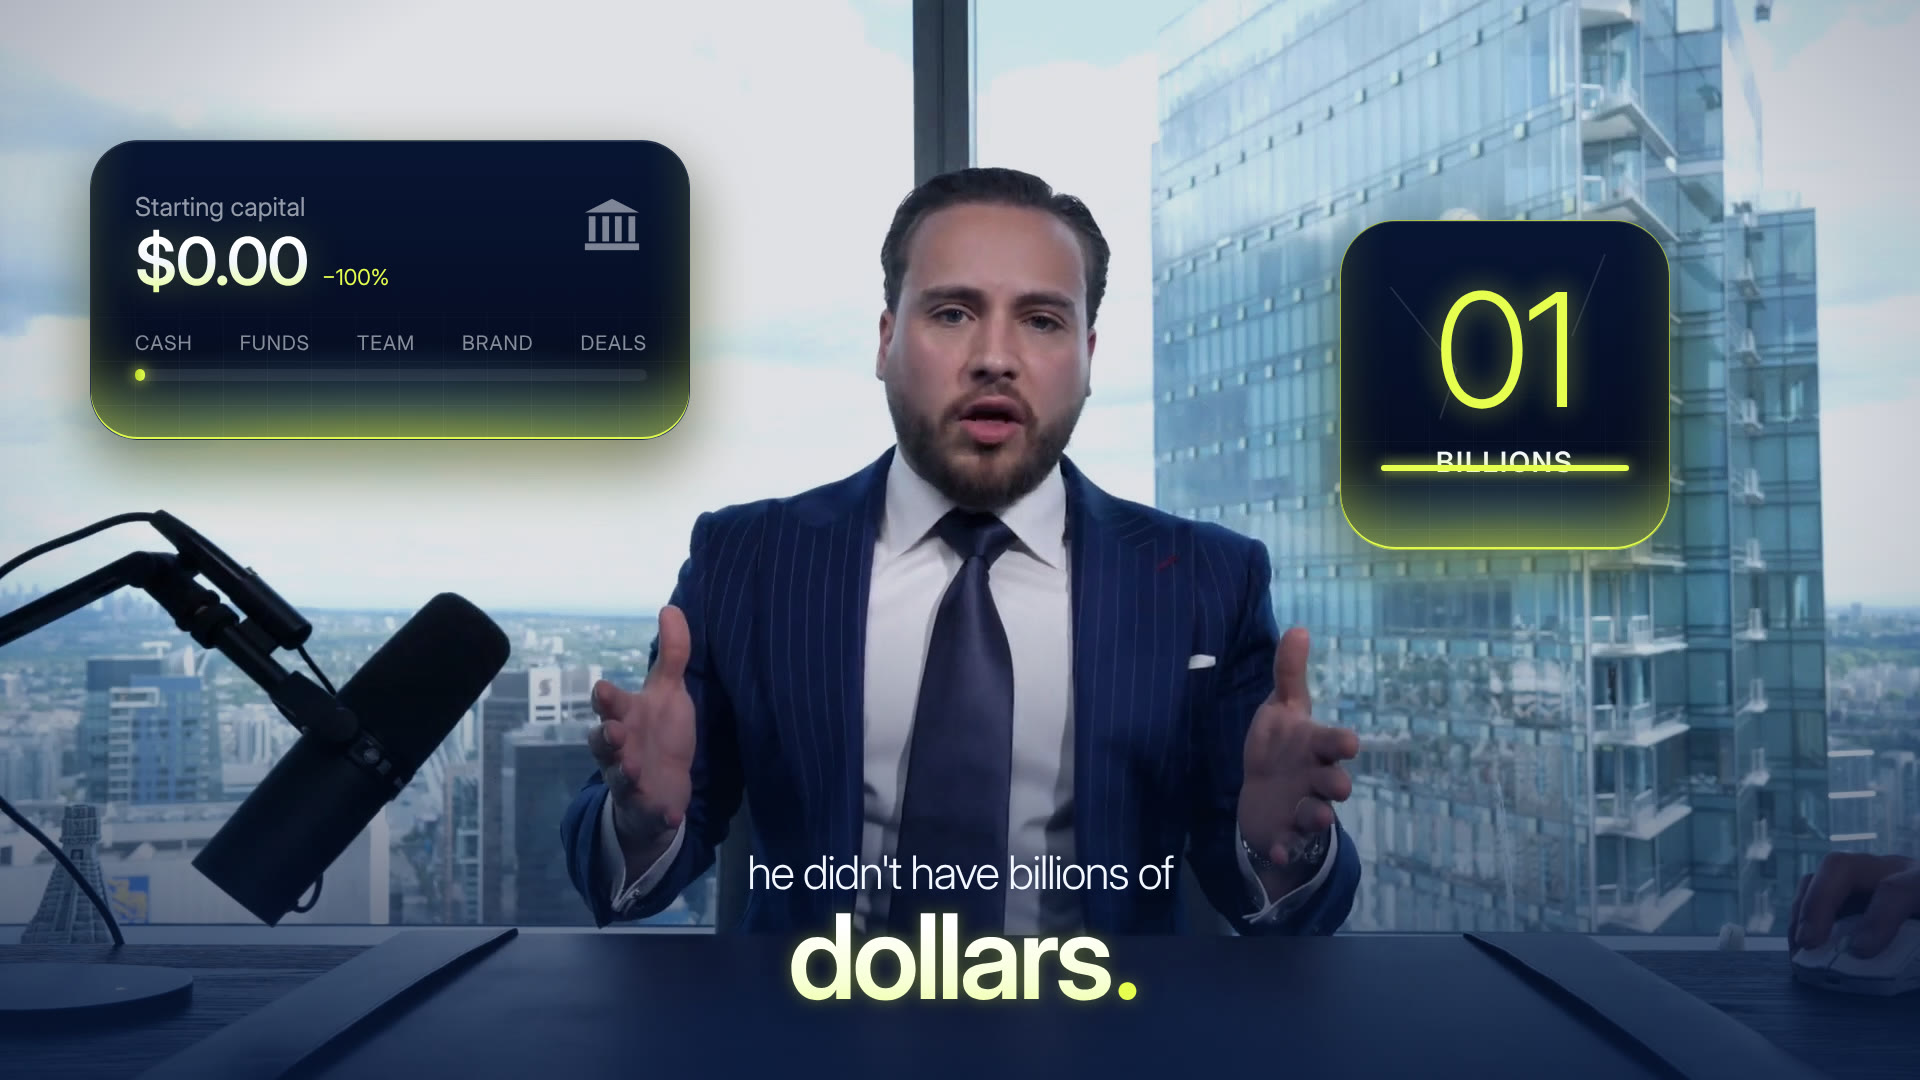 Starting capital
$0.00 −100%
CASH FUNDS TEAM BRAND DEALS
01
BILLIONS
he didn't have billions of
dollars.